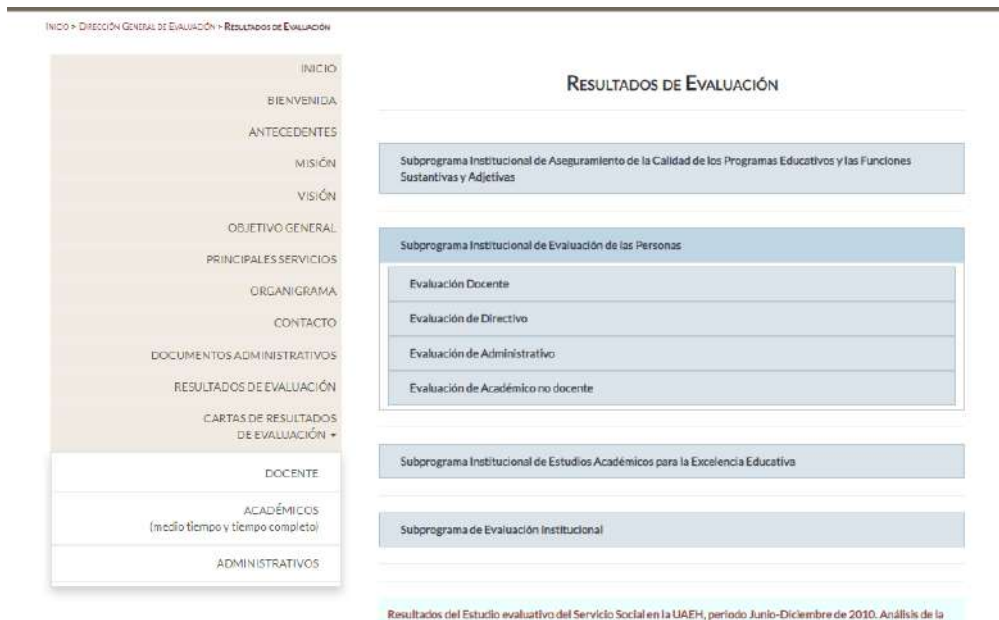 INICIO > DIRECCIÓN GENERAL DE EVALUACIÓN > RESULTADOS DE EVALUACIÓN
INICIO
BIENVENIDA
ANTECEDENTES
MISIÓN
VISIÓN
OBJETIVO GENERAL
PRINCIPALES SERVICIOS
ORGANIGRAMA
CONTACTO
DOCUMENTOS ADMINISTRATIVOS
RESULTADOS DE EVALUACIÓN
CARTAS DE RESULTADOS
DE EVALUACIÓN
DOCENTE
ACADÉMICOS
(medio tiempo y tiempo completo)
ADMINISTRATIVOS
RESULTADOS DE EVALUACIÓN
Subprograma Institucional de Aseguramiento de la Calidad de los Programas Educativos y las Funciones
Sustantivas y Adjetivas
Subprograma Institucional de Evaluación de las Personas
Evaluación Docente
Evaluación de Directivo
Evaluación de Administrativo
Evaluación de Académico no docente
Subprograma Institucional de Estudios Académicos para la Excelencia Educativa
Subprograma de Evaluación Institucional
Resultados del Estudio evaluativo del Servicio Social en la UAEH, periodo Junio-Diciembre de 2010. Análisis de la